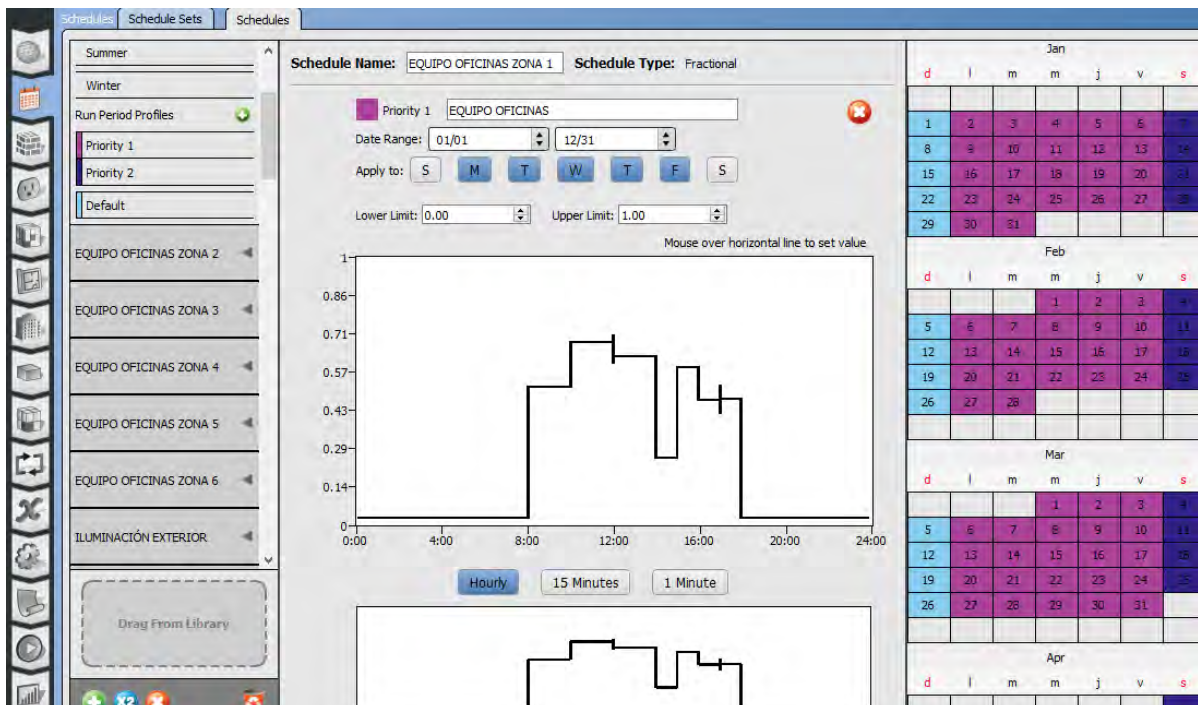 Schedules Schedule Sets Schedules
Summer
Winter
Run Period Profiles
Priority 1
Priority 2
Default
EQUIPO OFICINAS ZONA 2
EQUIPO OFICINAS ZONA 3
EQUIPO OFICINAS ZONA 4
EQUIPO OFICINAS ZONA 5
EQUIPO OFICINAS ZONA 6
ILUMINACIÓN EXTERIOR
Drag From Library
x2
Schedule Name: EQUIPO OFICINAS ZONA 1 Schedule Type: Fractional
Priority 1 EQUIPO OFICINAS
Date Range: 01/01 12/31
Apply to: S M T W T F S
Lower Limit: 0.00 Upper Limit: 1.00
Mouse over horizontal line to set value
1
0.86
0.71
0.57
0.43
0.29
0.14
0
0:00 4:00 8:00 12:00 16:00 20:00 24:00
Hourly 15 Minutes 1 Minute
Jan
d l m m j v s
1 2 3 4 5 6 7
8 9 10 11 12 13 14
15 16 17 18 19 20 21
22 23 24 25 26 27 28
29 30 31
Feb
d l m m j v s
1 2 3 4
5 6 7 8 9 10 11
12 13 14 15 16 17 18
19 20 21 22 23 24 25
26 27 28
Mar
d l m m j v s
1 2 3 4
5 6 7 8 9 10 11
12 13 14 15 16 17 18
19 20 21 22 23 24 25
26 27 28 29 30 31
Apr
d l m m j v s